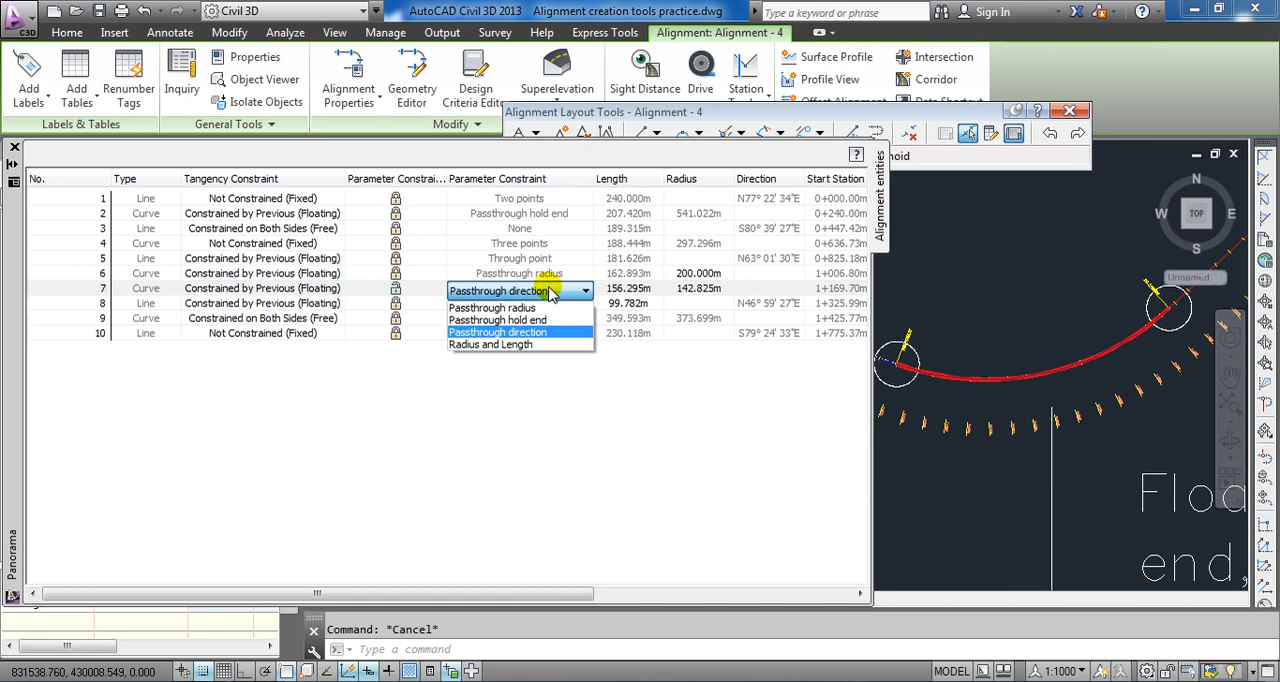 C3D
Civil 3D
AutoCAD Civil 3D 2013 Alignment creation tools practice.dwg
Type a keyword or phrase
Sign In
Home Insert Annotate Modify Analyze View Manage Output Survey Help Express Tools Alignment: Alignment - 4
Add Labels
Add Tables
Renumber Tags
Labels & Tables
Inquiry
Properties
Object Viewer
Isolate Objects
General Tools
Alignment Properties
Geometry Editor
Design Criteria
Superelevation
Modify
Sight Distance
Drive
Station
Surface Profile
Profile View
Intersection
Corridor
Alignment Layout Tools - Alignment - 4
Alignment entities
No. Type Tangency Constraint Parameter Constrai... Parameter Constraint Length Radius Direction Start Station
1 Line Not Constrained (Fixed) Two points 240.000m N77° 22' 34"E 0+000.00m
2 Curve Constrained by Previous (Floating) Passthrough hold end 207.420m 541.022m 0+240.00m
3 Line Constrained on Both Sides (Free) None 189.315m S80° 39' 27"E 0+447.42m
4 Curve Not Constrained (Fixed) Three points 188.444m 297.296m 0+636.73m
5 Line Constrained by Previous (Floating) Through point 181.626m N63° 01' 30"E 0+825.18m
6 Curve Constrained by Previous (Floating) Passthrough radius 162.893m 200.000m 1+006.80m
7 Curve Constrained by Previous (Floating) Passthrough direction 156.295m 142.825m 1+169.70m
8 Line Constrained by Previous (Floating) 99.782m N46° 59' 27"E 1+325.99m
9 Curve Constrained on Both Sides (Free) 349.593m 373.699m 1+425.77m
10 Line Not Constrained (Fixed) 230.118m S79° 24' 33"E 1+775.37m
Passthrough radius
Passthrough hold end
Passthrough direction
Radius and Length
N
W TOP E
S
Unnamed
end,
Panorama
Command: *Cancel*
Type a command
831538.760, 430008.549, 0.000
MODEL
1:1000